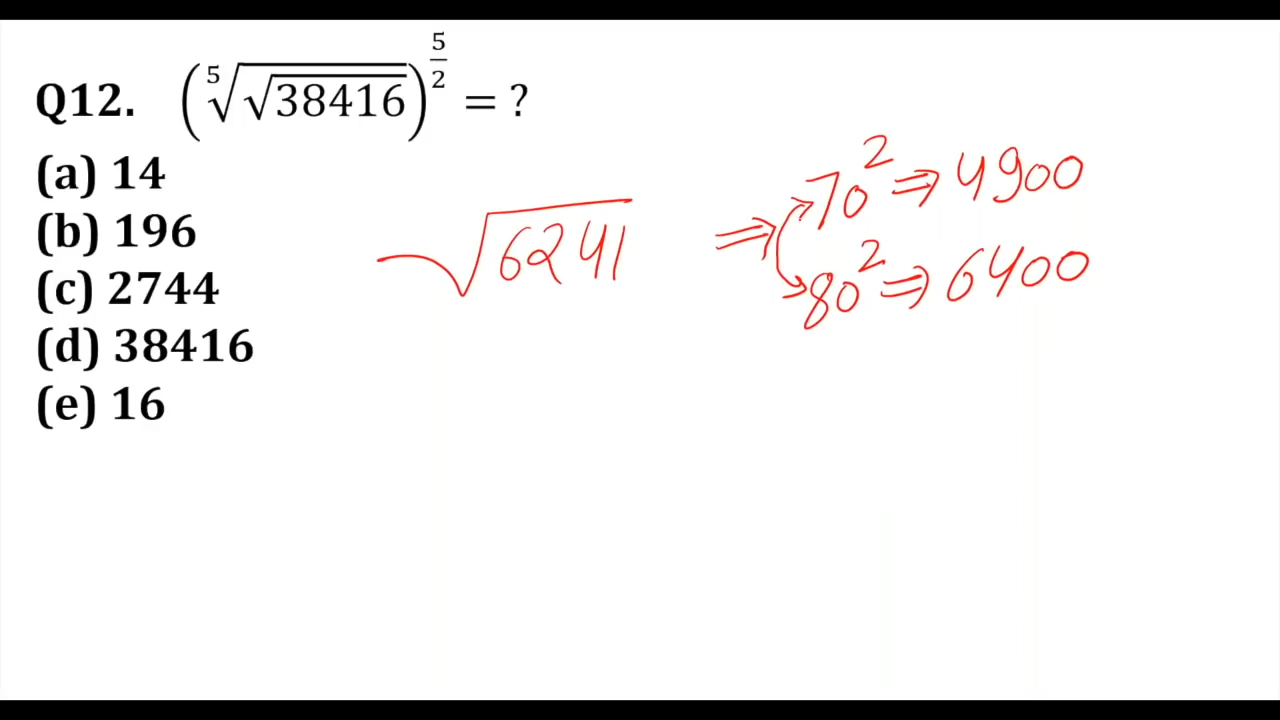 Q12. (⁵√√38416)^(5/2) = ?
(a) 14
(b) 196
(c) 2744
(d) 38416
(e) 16
√6241 ⇒ 70² ⇒ 4900
80² ⇒ 6400